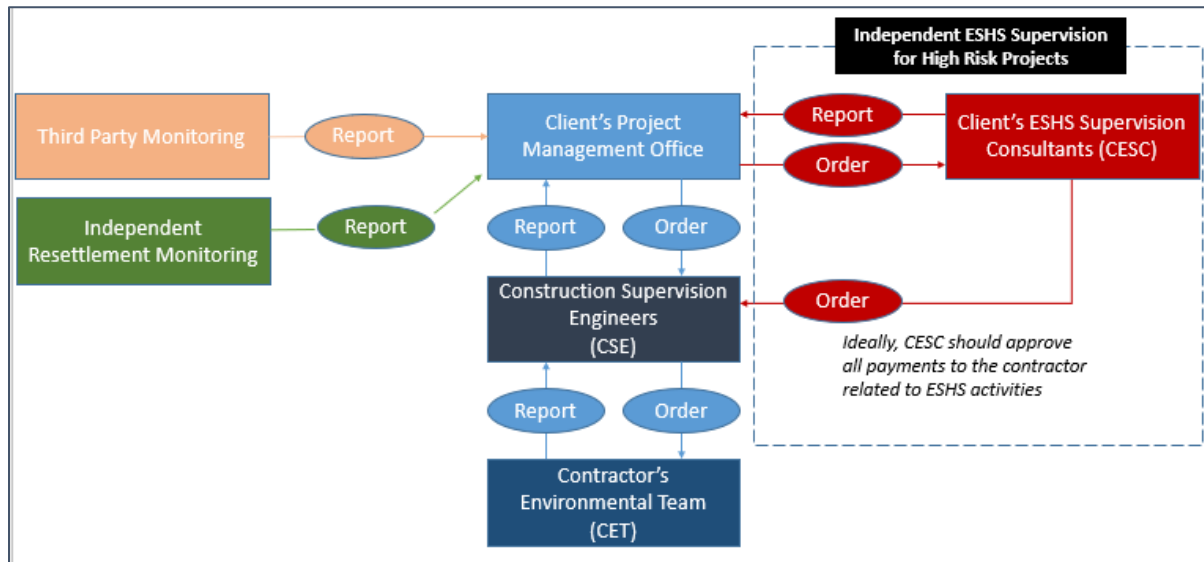 Independent ESHS Supervision
for High Risk Projects
Third Party Monitoring
Report
Client's Project
Management Office
Report
Order
Client's ESHS Supervision
Consultants (CESC)
Independent
Resettlement Monitoring
Report
Report
Order
Construction Supervision
Engineers
(CSE)
Order
Ideally, CESC should approve
all payments to the contractor
related to ESHS activities
Report
Order
Contractor's
Environmental Team
(CET)